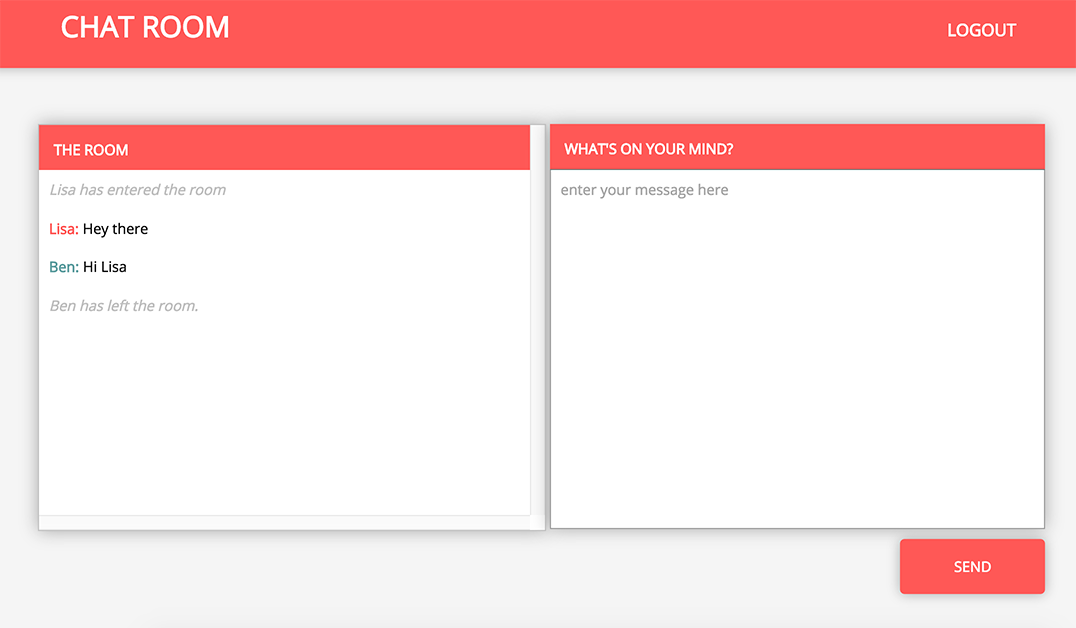 CHAT ROOM
LOGOUT
THE ROOM
Lisa has entered the room
Lisa: Hey there
Ben: Hi Lisa
Ben has left the room.
WHAT'S ON YOUR MIND?
enter your message here
SEND